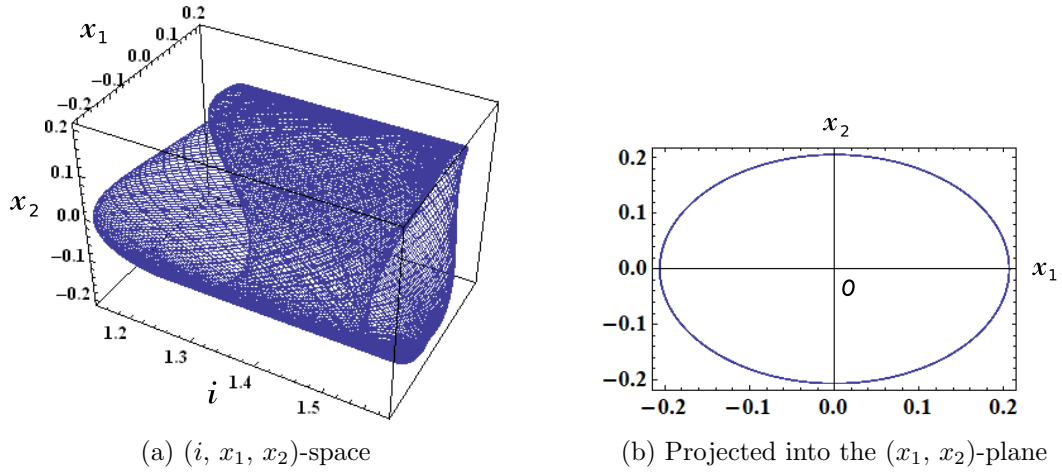 x₁
0.2
0.1
0.0
−0.1
−0.2
0.2
0.1
x₂
0.0
−0.1
−0.2
1.2
1.3
1.4
1.5
i
(a) (i, x₁, x₂)-space
x₂
0.2
0.1
0.0
x₁
O
−0.1
−0.2
−0.2 −0.1 0.0 0.1 0.2
(b) Projected into the (x₁, x₂)-plane